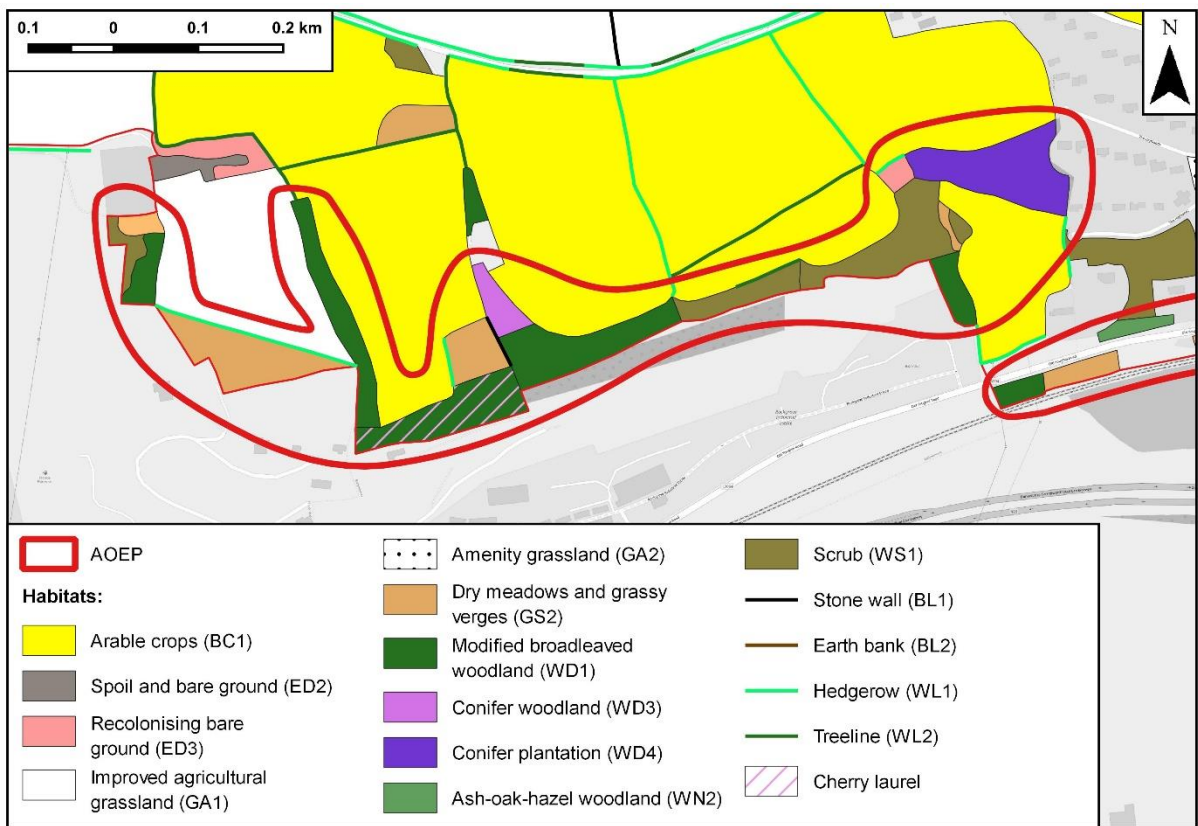 0.1 0 0.1 0.2 km
N
AOEP
Habitats:
Arable crops (BC1)
Spoil and bare ground (ED2)
Recolonising bare
ground (ED3)
Improved agricultural
grassland (GA1)
Amenity grassland (GA2)
Dry meadows and grassy
verges (GS2)
Modified broadleaved
woodland (WD1)
Conifer woodland (WD3)
Conifer plantation (WD4)
Ash-oak-hazel woodland (WN2)
Scrub (WS1)
Stone wall (BL1)
Earth bank (BL2)
Hedgerow (WL1)
Treeline (WL2)
Cherry laurel